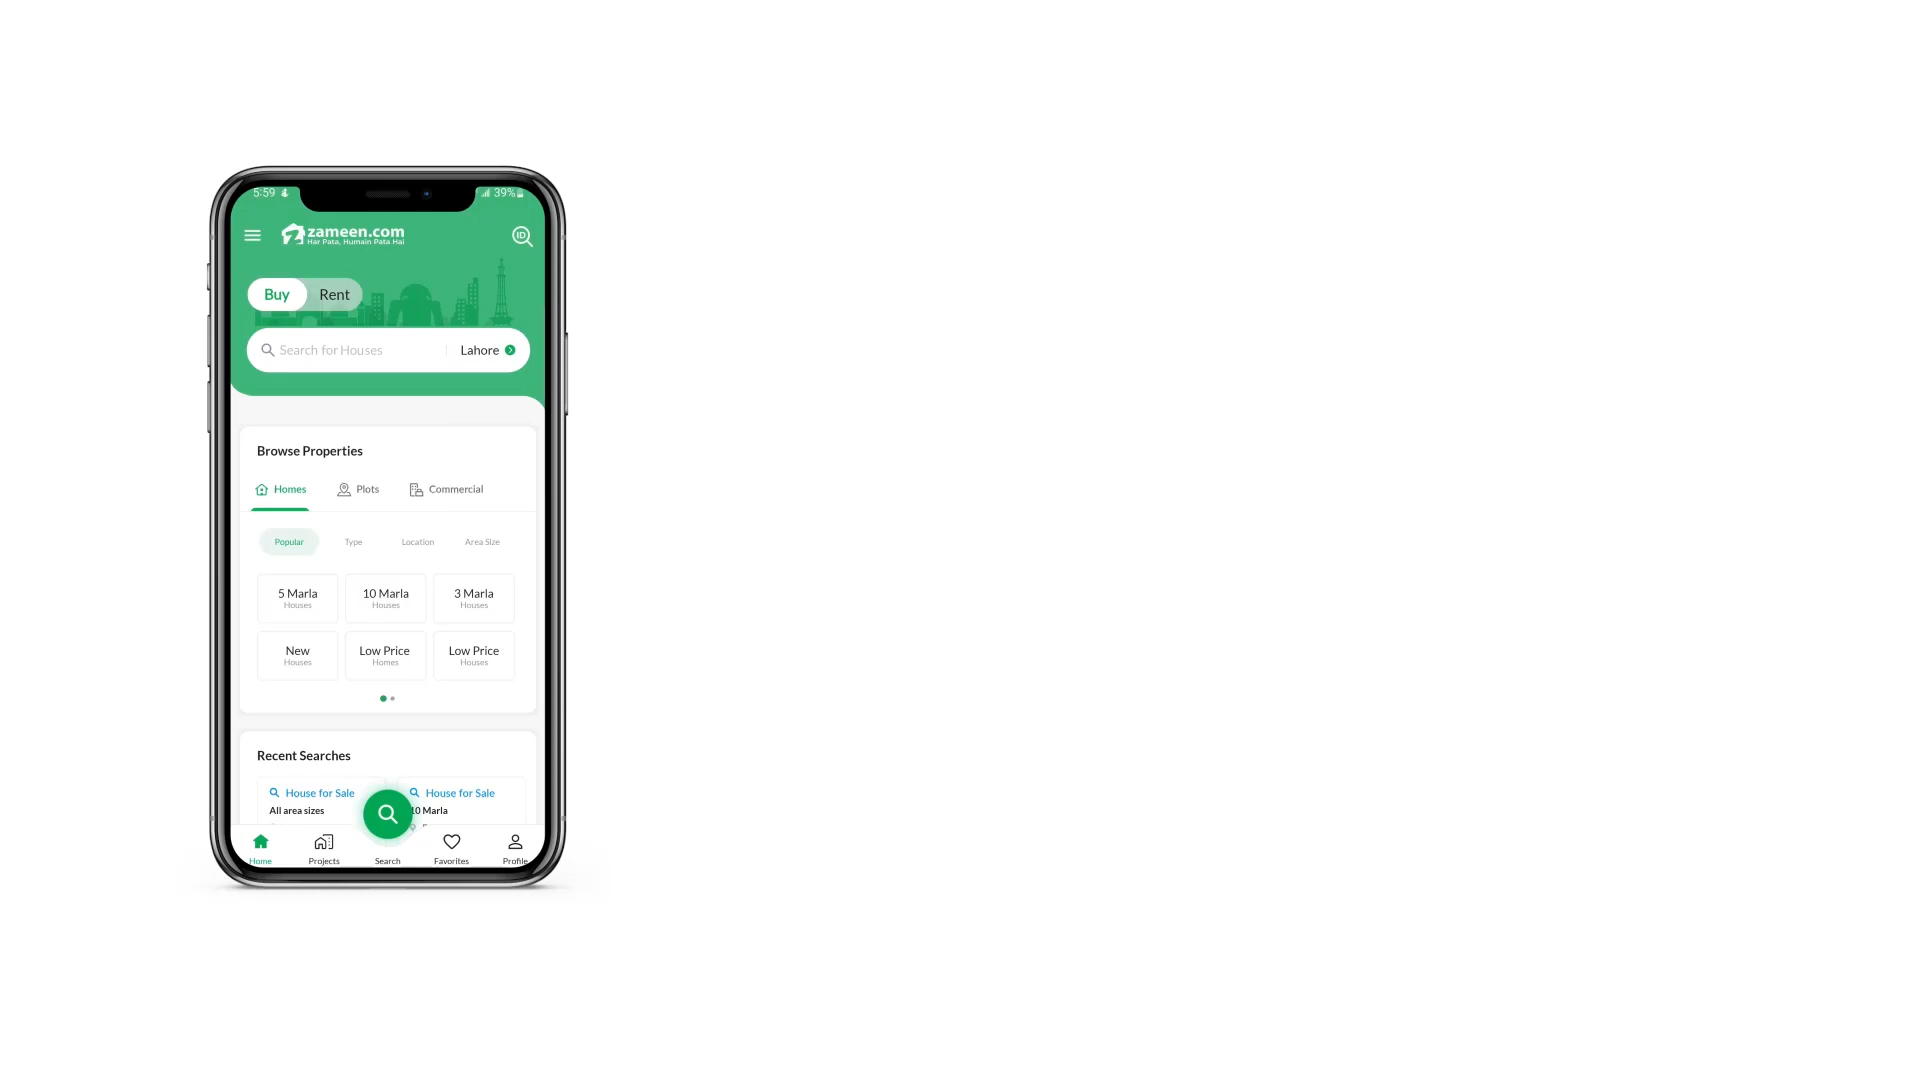 5:59 39%
zameen.com
Har Pata, Humain Pata Hai
ID
Buy Rent
Search for Houses Lahore
Browse Properties
Homes Plots Commercial
Popular Type Location Area Size
5 Marla 10 Marla 3 Marla
Houses Houses Houses
New Low Price Low Price
Houses Homes Houses
Recent Searches
House for Sale House for Sale
All area sizes 10 Marla
Home Projects Search Favorites Profile